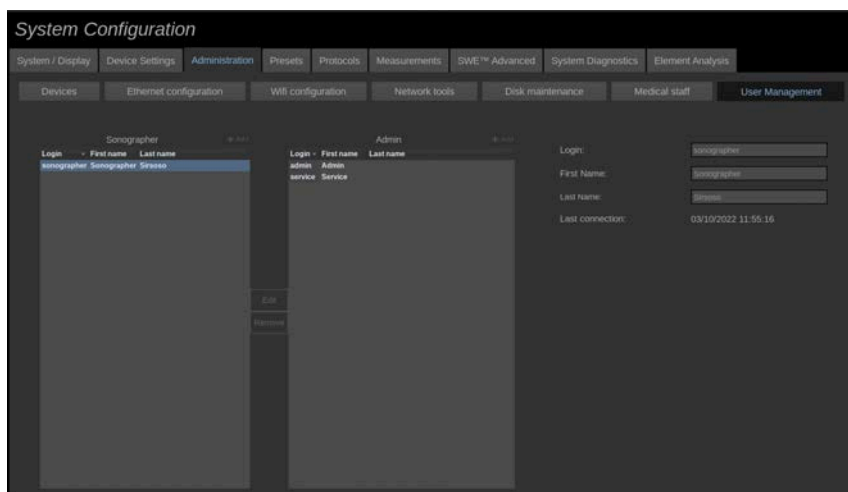 System Configuration
System / Display Device Settings Administration Presets Protocols Measurements SWE™ Advanced System Diagnostics Element Analysis
Devices Ethernet configuration Wifi configuration Network tools Disk maintenance Medical staff User Management
Sonographer
Login First name Last name
sonographer Sonographer Sirsoso
Admin
Login First name Last name
admin Admin
service Service
Edit
Remove
Login: sonographer
First Name: Sonographer
Last Name: Sirsoso
Last connection: 03/10/2022 11:55:16